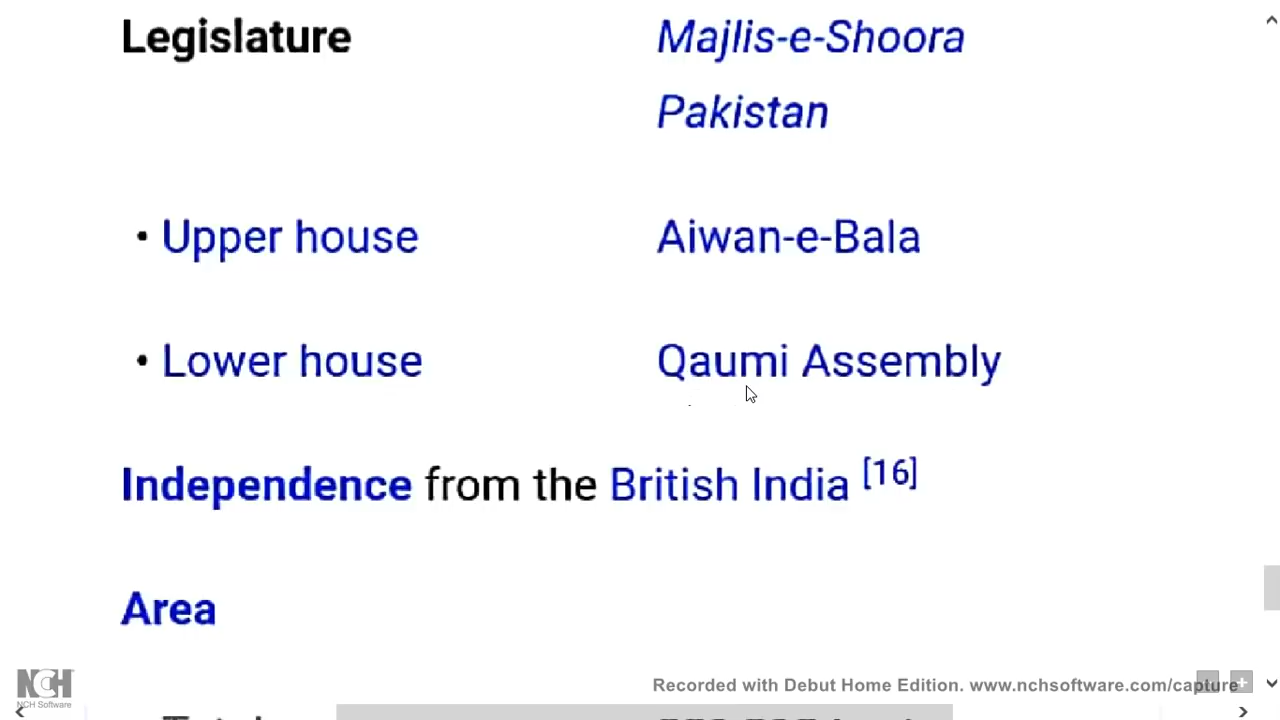 Legislature Majlis-e-Shoora
Pakistan
• Upper house Aiwan-e-Bala
• Lower house Qaumi Assembly
Independence from the British India [16]
Area
NCH
NCH Software
Recorded with Debut Home Edition. www.nchsoftware.com/capture